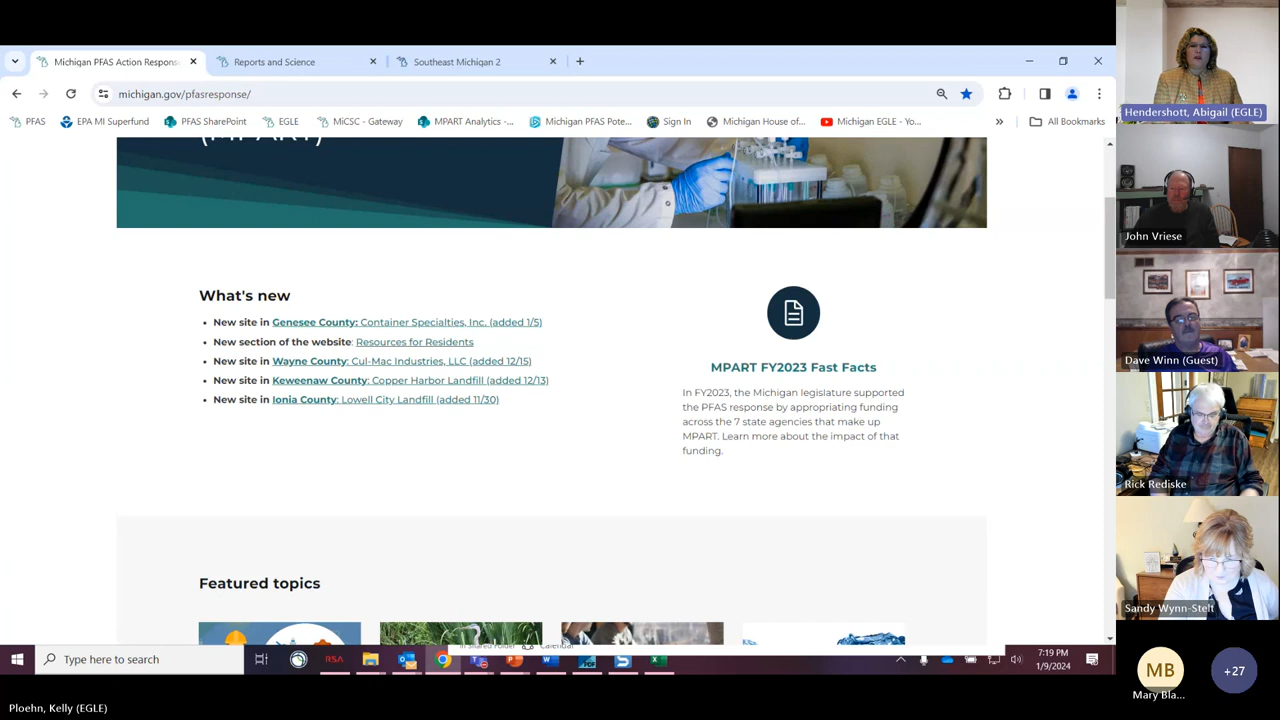 Michigan PFAS Action Respons
Reports and Science
Southeast Michigan 2
michigan.gov/pfasresponse/
PFAS
EPA MI Superfund
PFAS SharePoint
EGLE
MiCSC - Gateway
MPART Analytics -...
Michigan PFAS Pote...
Sign In
Michigan House of...
Michigan EGLE - Yo...
»
All Bookmarks
(MPART)
What's new
• New site in Genesee County: Container Specialties, Inc. (added 1/5)
• New section of the website: Resources for Residents
• New site in Wayne County: Cul-Mac Industries, LLC (added 12/15)
• New site in Keweenaw County: Copper Harbor Landfill (added 12/13)
• New site in Ionia County: Lowell City Landfill (added 11/30)
MPART FY2023 Fast Facts
In FY2023, the Michigan legislature supported
the PFAS response by appropriating funding
across the 7 state agencies that make up
MPART. Learn more about the impact of that
funding.
Featured topics
In Shared Folder
Calendar
Type here to search
RSA
7:19 PM
1/9/2024
Hendershott, Abigail (EGLE)
John Vriese
Dave Winn (Guest)
Rick Rediske
Sandy Wynn-Stelt
MB
Mary Bla...
+27
Ploehn, Kelly (EGLE)